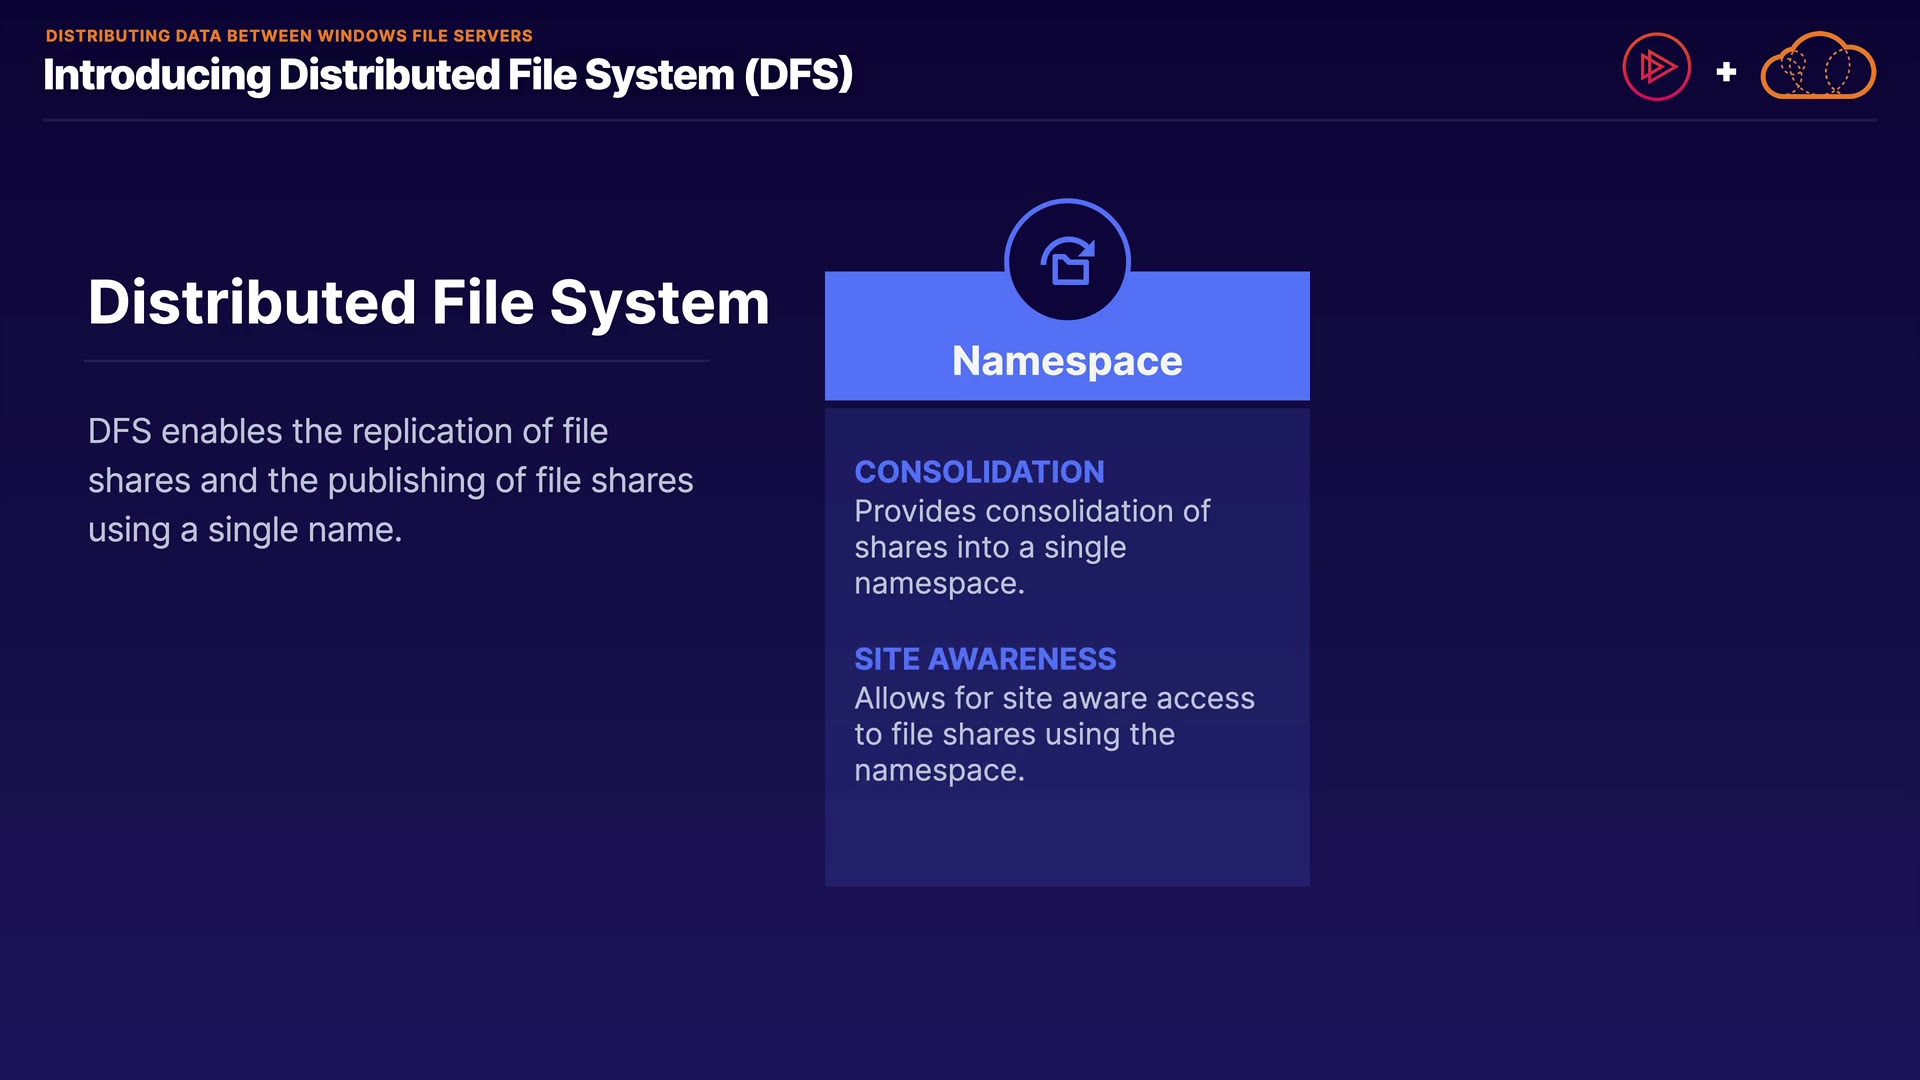 DISTRIBUTING DATA BETWEEN WINDOWS FILE SERVERS
Introducing Distributed File System (DFS)
Distributed File System
DFS enables the replication of file
shares and the publishing of file shares
using a single name.
Namespace
CONSOLIDATION
Provides consolidation of
shares into a single
namespace.
SITE AWARENESS
Allows for site aware access
to file shares using the
namespace.